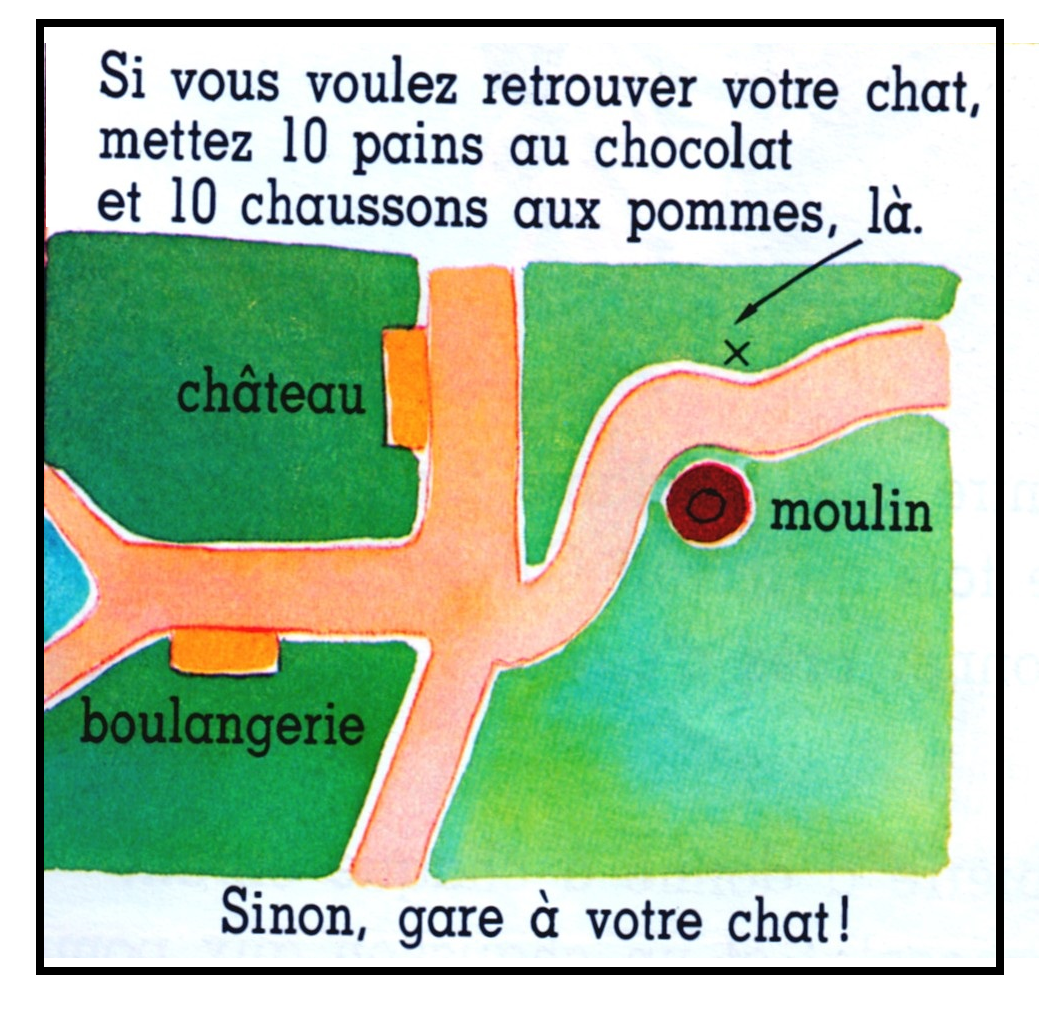 Si vous voulez retrouver votre chat,
mettez 10 pains au chocolat
et 10 chaussons aux pommes, là.
château
moulin
boulangerie
Sinon, gare à votre chat!